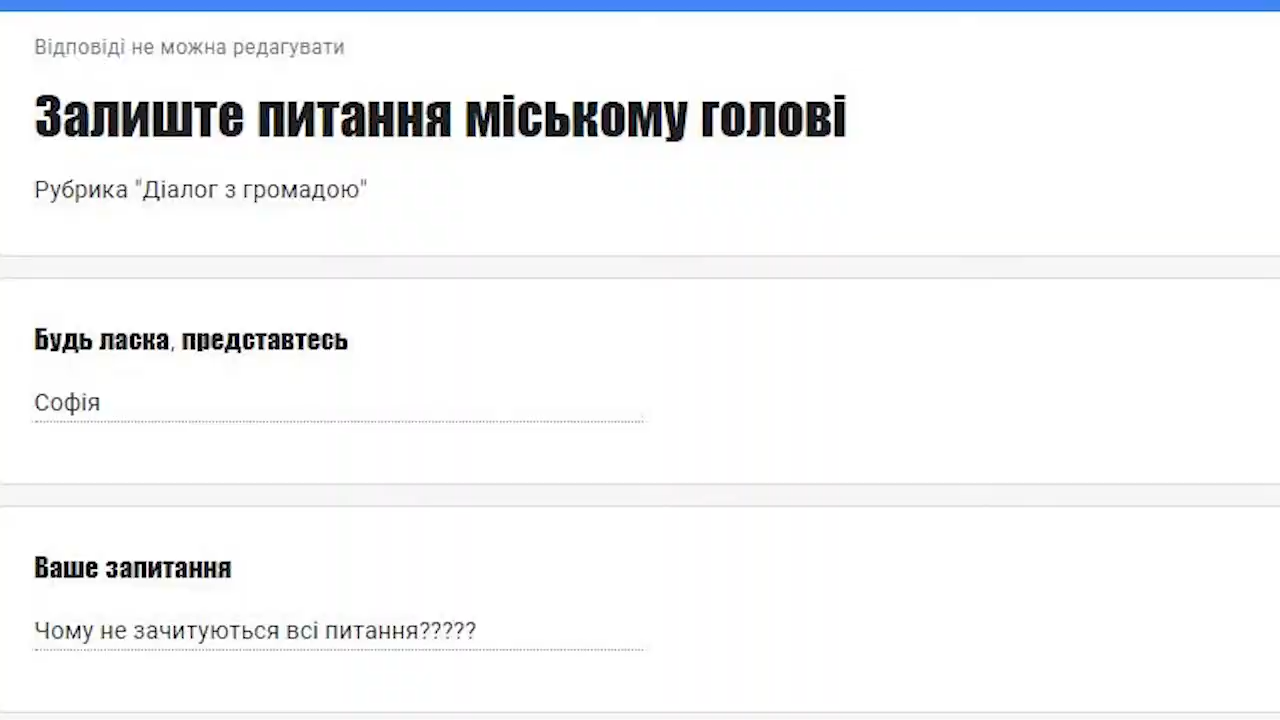 Відповіді не можна редагувати
Залиште питання міському голові
Рубрика "Діалог з громадою"
Будь ласка, представтесь
Софія
Ваше запитання
Чому не зачитуються всі питання?????